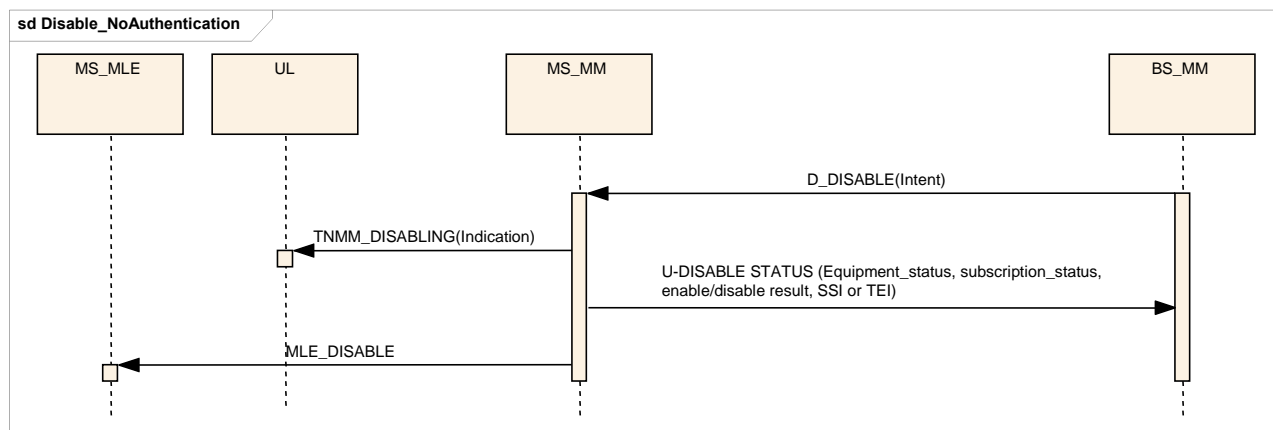 sd Disable_NoAuthentication
MS_MLE
UL
MS_MM
BS_MM
D_DISABLE(Intent)
TNMM_DISABLING(Indication)
U-DISABLE STATUS (Equipment_status, subscription_status,
enable/disable result, SSI or TEI)
MLE_DISABLE